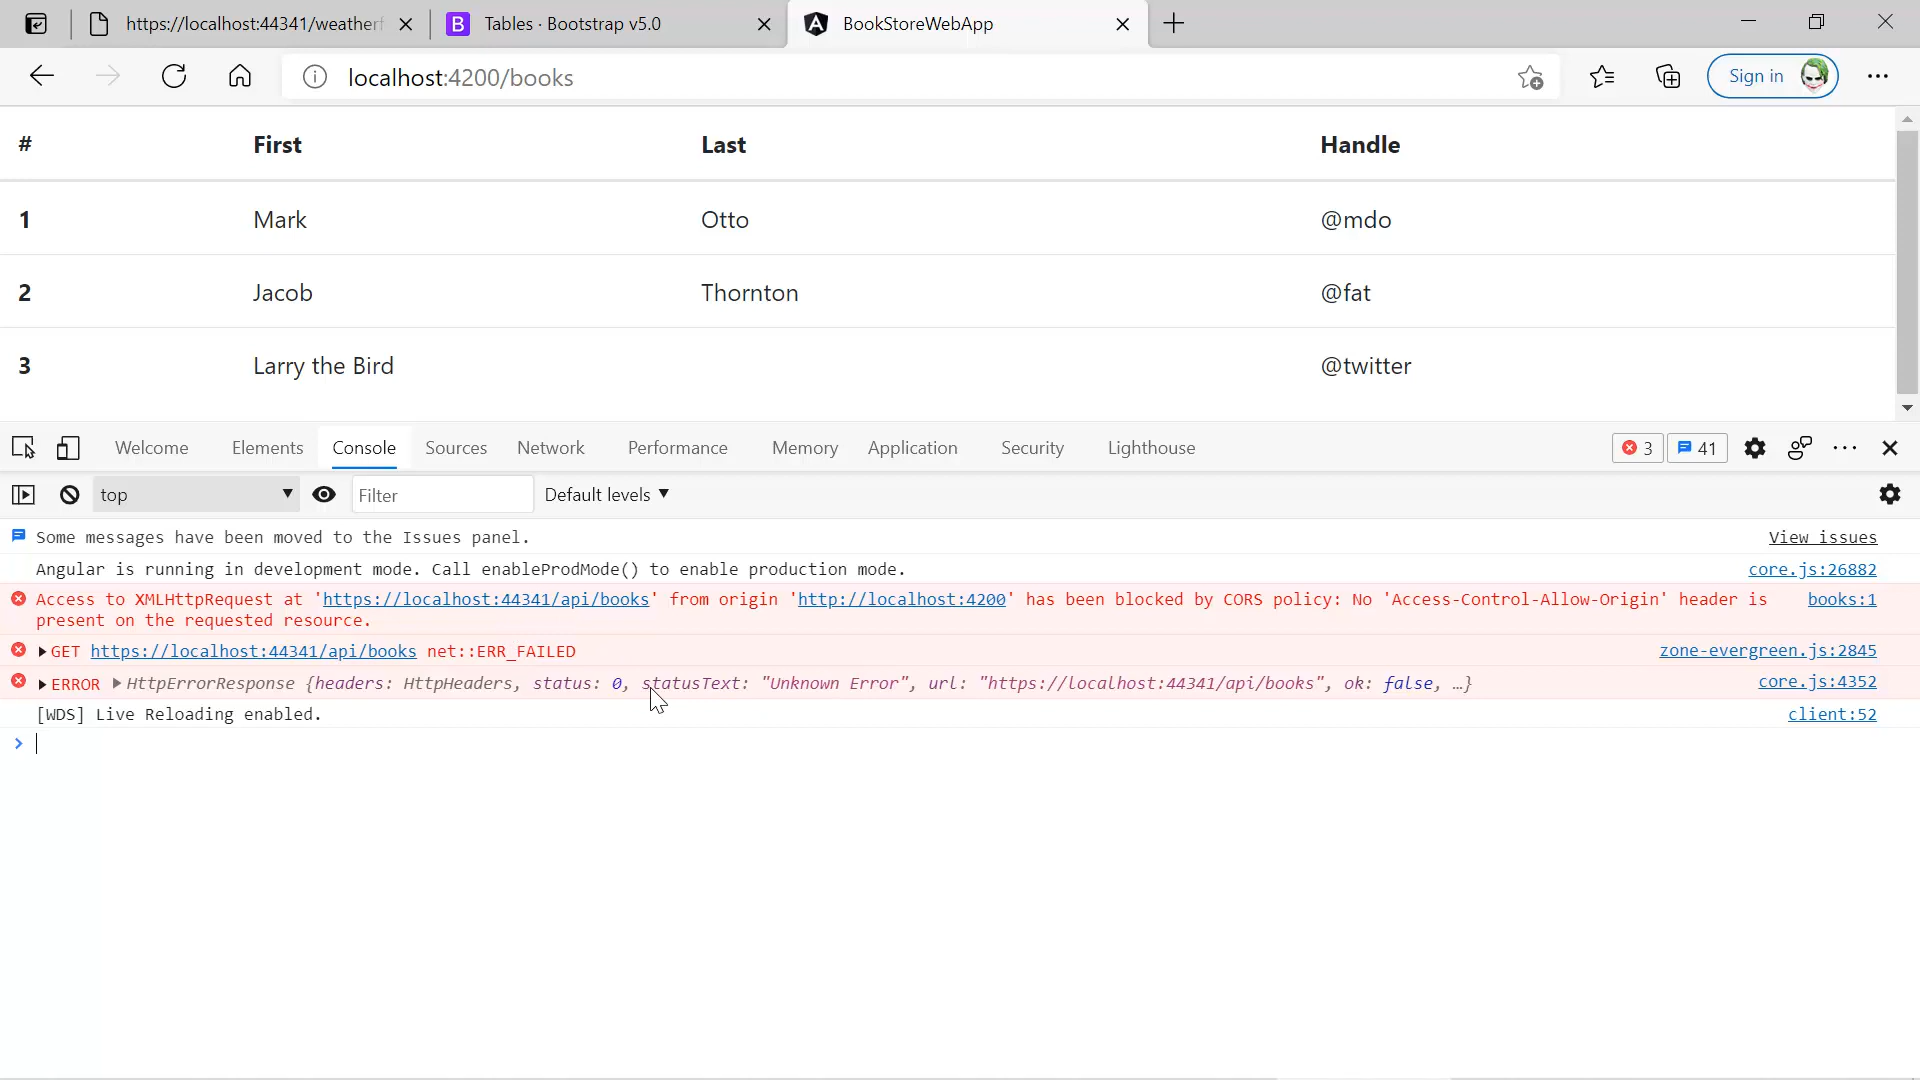 https://localhost:44341/weatherf
Tables · Bootstrap v5.0
BookStoreWebApp
localhost:4200/books
Sign in
# First Last Handle
1 Mark Otto @mdo
2 Jacob Thornton @fat
3 Larry the Bird @twitter
Welcome Elements Console Sources Network Performance Memory Application Security Lighthouse 3 41
top Filter Default levels
Some messages have been moved to the Issues panel. View issues
Angular is running in development mode. Call enableProdMode() to enable production mode. core.js:26882
Access to XMLHttpRequest at 'https://localhost:44341/api/books' from origin 'http://localhost:4200' has been blocked by CORS policy: No 'Access-Control-Allow-Origin' header is books:1
present on the requested resource.
GET https://localhost:44341/api/books net::ERR_FAILED zone-evergreen.js:2845
ERROR HttpErrorResponse {headers: HttpHeaders, status: 0, statusText: "Unknown Error", url: "https://localhost:44341/api/books", ok: false, …} core.js:4352
[WDS] Live Reloading enabled. client:52